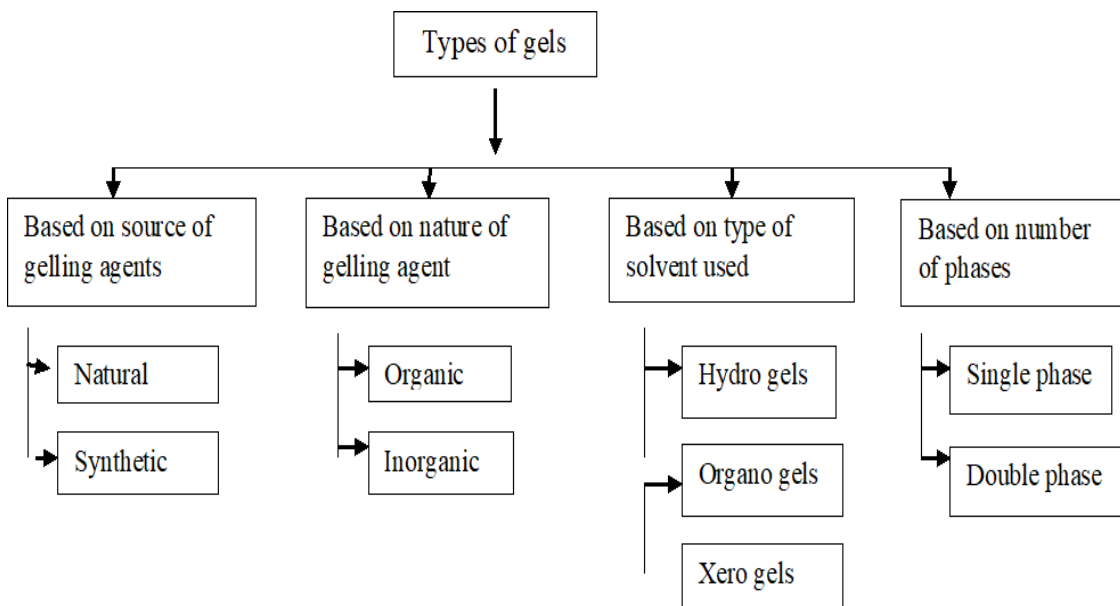 Types of gels
Based on source of
gelling agents
Natural
Synthetic
Based on nature of
gelling agent
Organic
Inorganic
Based on type of
solvent used
Hydro gels
Organo gels
Xero gels
Based on number
of phases
Single phase
Double phase